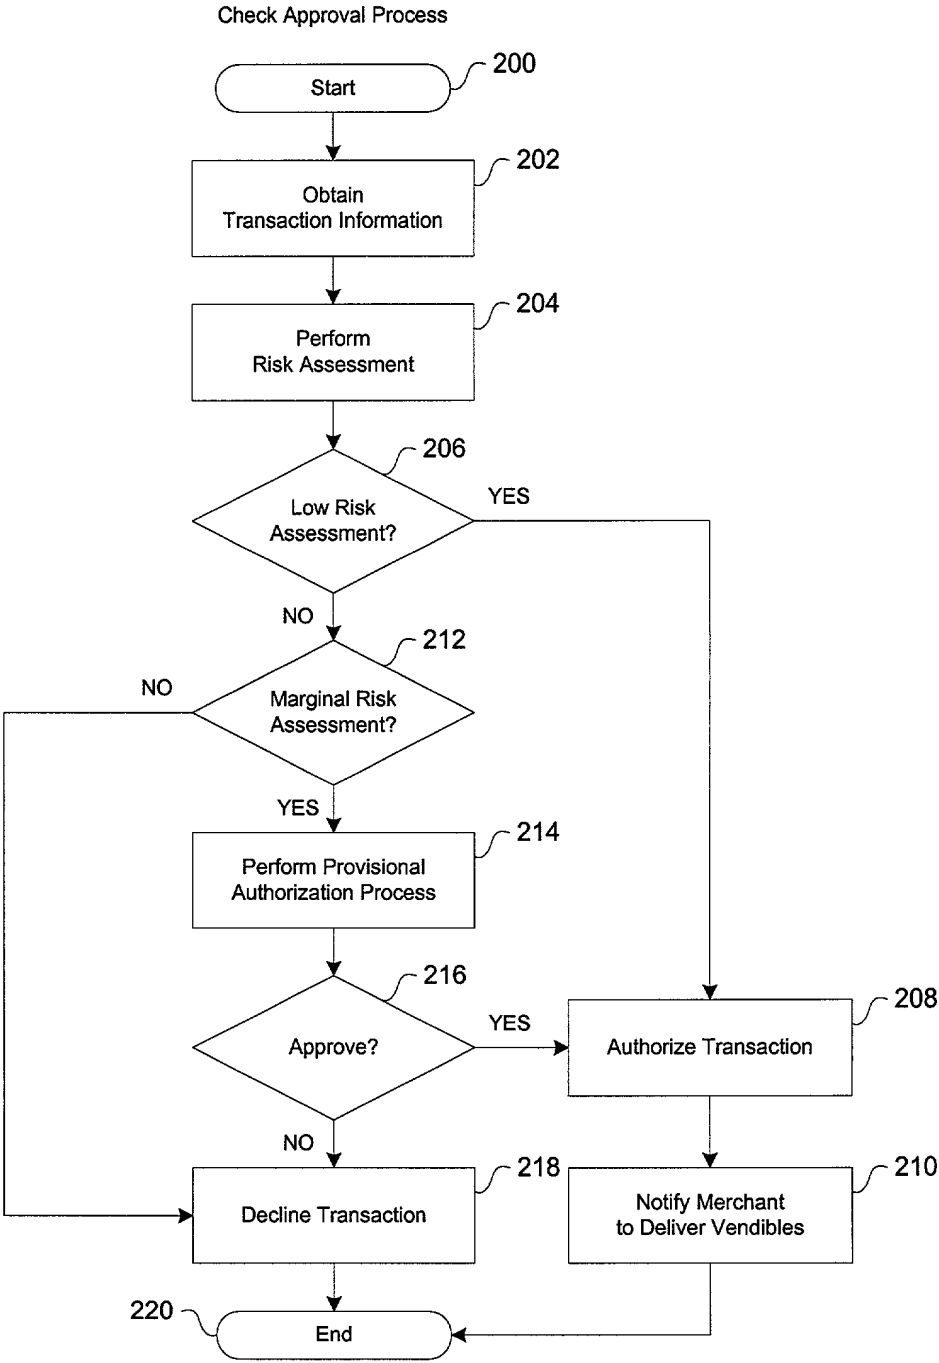 Check Approval Process
200
Start
202
Obtain
Transaction Information
204
Perform
Risk Assessment
206
Low Risk
Assessment?
YES
NO
212
Marginal Risk
Assessment?
NO
YES
214
Perform Provisional
Authorization Process
216
Approve?
YES
208
Authorize Transaction
NO
218
Decline Transaction
210
Notify Merchant
to Deliver Vendibles
220
End